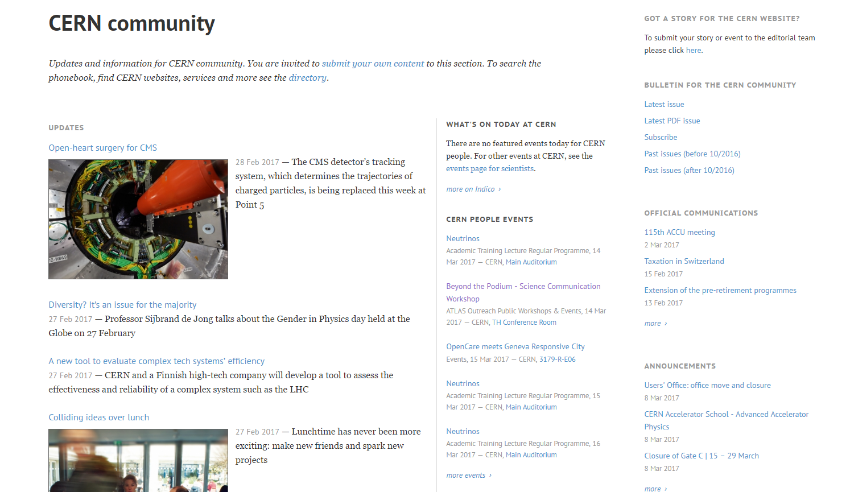 CERN community
Updates and information for CERN community. You are invited to submit your own content to this section. To search the
phonebook, find CERN websites, services and more see the directory.
UPDATES
Open-heart surgery for CMS
28 Feb 2017 — The CMS detector's tracking
system, which determines the trajectories of
charged particles, is being replaced this week at
Point 5
Diversity? It's an issue for the majority
27 Feb 2017 — Professor Sijbrand de Jong talks about the Gender in Physics day held at the
Globe on 27 February
A new tool to evaluate complex tech systems' efficiency
27 Feb 2017 — CERN and a Finnish high-tech company will develop a tool to assess the
effectiveness and reliability of a complex system such as the LHC
Colliding ideas over lunch
27 Feb 2017 — Lunchtime has never been more
exciting: make new friends and spark new
projects
WHAT'S ON TODAY AT CERN
There are no featured events today for CERN
people. For other events at CERN, see the
events page for scientists.
more on Indico ›
CERN PEOPLE EVENTS
Neutrinos
Academic Training Lecture Regular Programme, 14
Mar 2017 — CERN, Main Auditorium
Beyond the Podium - Science Communication
Workshop
ATLAS Outreach Public Workshops & Events, 14 Mar
2017 — CERN, TH Conference Room
OpenCare meets Geneva Responsive City
Events, 15 Mar 2017 — CERN, 3179-R-E06
Neutrinos
Academic Training Lecture Regular Programme, 15
Mar 2017 — CERN, Main Auditorium
Neutrinos
Academic Training Lecture Regular Programme, 16
Mar 2017 — CERN, Main Auditorium
more events ›
GOT A STORY FOR THE CERN WEBSITE?
To submit your story or event to the editorial team
please click here.
BULLETIN FOR THE CERN COMMUNITY
Latest issue
Latest PDF issue
Subscribe
Past issues (before 10/2016)
Past issues (after 10/2016)
OFFICIAL COMMUNICATIONS
115th ACCU meeting
2 Mar 2017
Taxation in Switzerland
15 Feb 2017
Extension of the pre-retirement programmes
13 Feb 2017
more ›
ANNOUNCEMENTS
Users' Office: office move and closure
8 Mar 2017
CERN Accelerator School - Advanced Accelerator
Physics
8 Mar 2017
Closure of Gate C | 15 – 29 March
8 Mar 2017
more ›